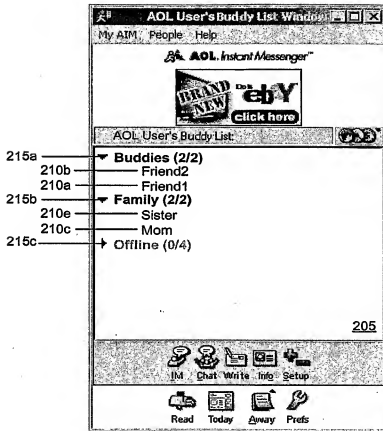 AOL User's Buddy List Window
My AIM People Help
AOL Instant Messenger™
BRAND NEW
ebY
click here
AOL User's Buddy List:
215a Buddies (2/2)
210b Friend2
210a Friend1
215b Family (2/2)
210e Sister
210c Mom
215c Offline (0/4)
205
IM Chat Write Info Setup
Read Today Away Prefs